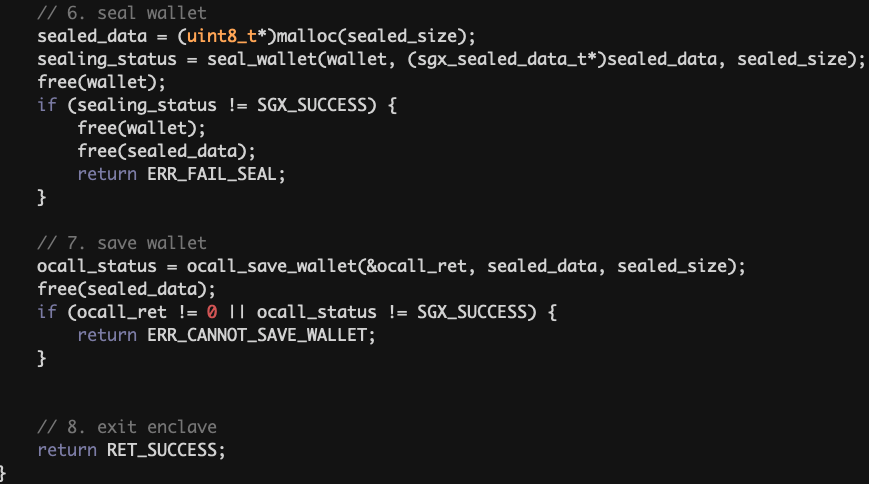 // 6. seal wallet
sealed_data = (uint8_t*)malloc(sealed_size);
sealing_status = seal_wallet(wallet, (sgx_sealed_data_t*)sealed_data, sealed_size);
free(wallet);
if (sealing_status != SGX_SUCCESS) {
free(wallet);
free(sealed_data);
return ERR_FAIL_SEAL;
}
// 7. save wallet
ocall_status = ocall_save_wallet(&ocall_ret, sealed_data, sealed_size);
free(sealed_data);
if (ocall_ret != 0 || ocall_status != SGX_SUCCESS) {
return ERR_CANNOT_SAVE_WALLET;
}
// 8. exit enclave
return RET_SUCCESS;
}